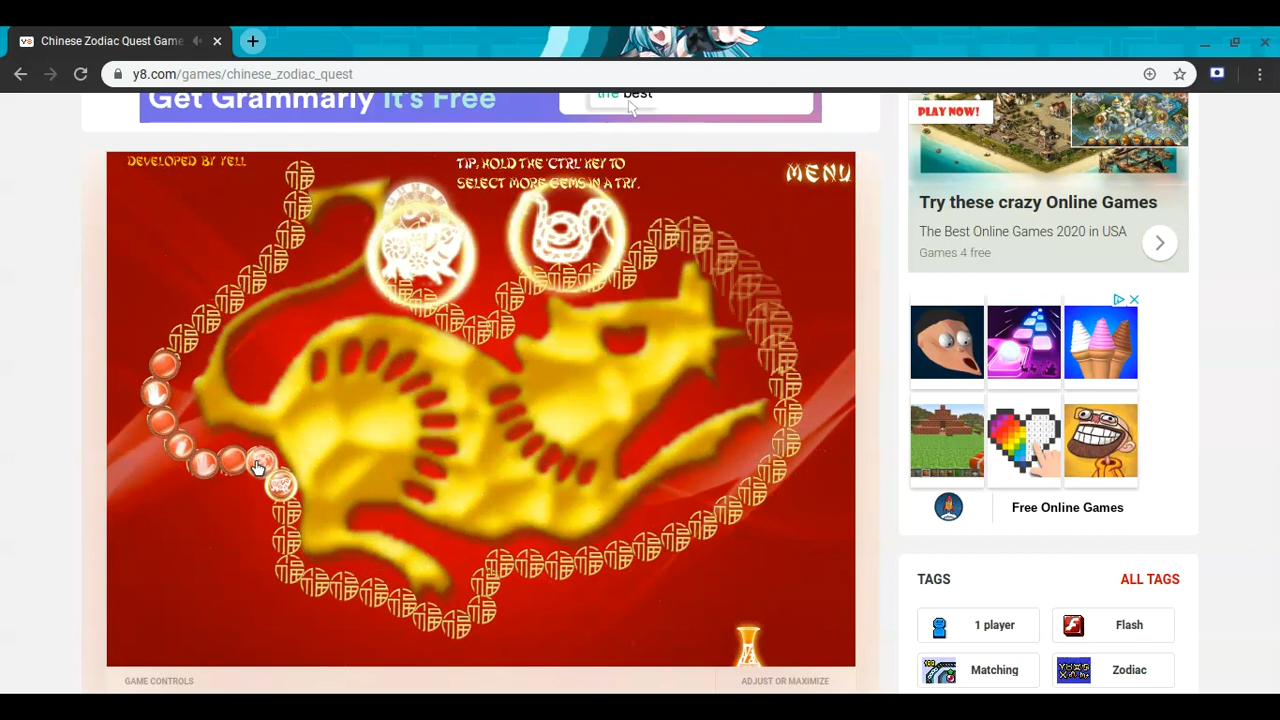 Chinese Zodiac Quest Game
y8.com/games/chinese_zodiac_quest
Get Grammarly It's Free
the best
PLAY NOW!
DEVELOPED BY YELL
TIP, HOLD THE 'CTRL' KEY TO
SELECT MORE GEMS IN A TRY.
MENU
Try these crazy Online Games
The Best Online Games 2020 in USA
Games 4 free
Free Online Games
TAGS
ALL TAGS
1 player
Flash
Matching
Zodiac
GAME CONTROLS
ADJUST OR MAXIMIZE